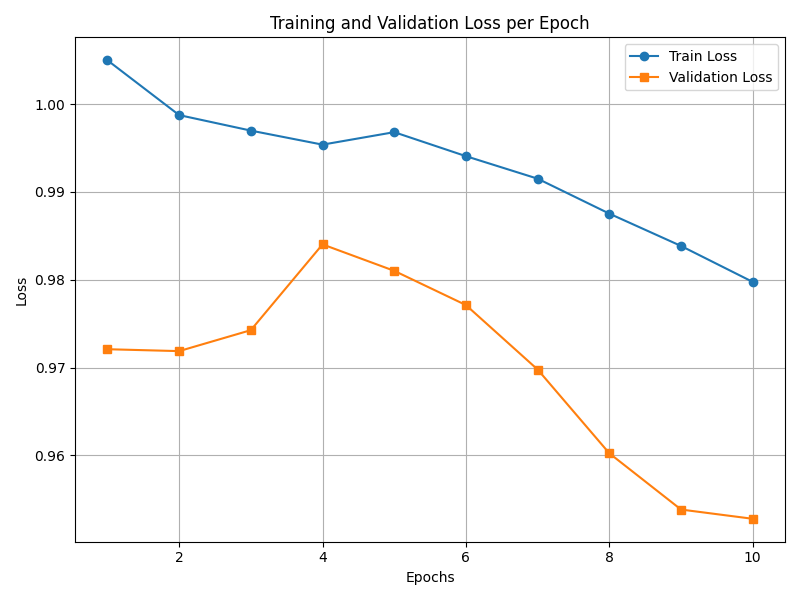 Training and Validation Loss per Epoch
Train Loss
Validation Loss
1.00
0.99
0.98
0.97
0.96
Loss
2 4 6 8 10
Epochs